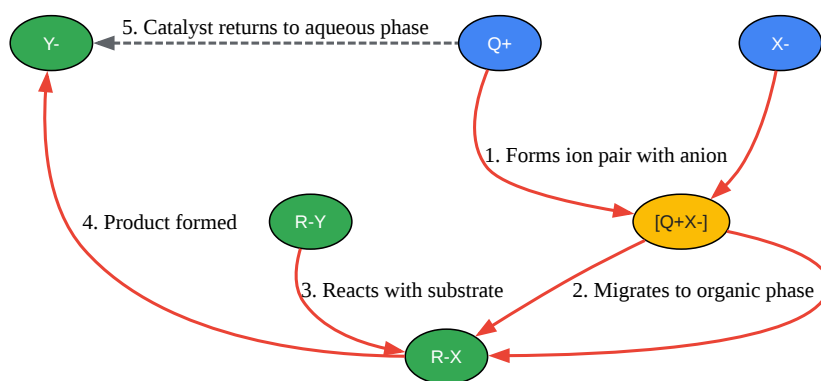 5. Catalyst returns to aqueous phase
Y-
Q+
X-
1. Forms ion pair with anion
4. Product formed
R-Y
[Q+X-]
3. Reacts with substrate
2. Migrates to organic phase
R-X